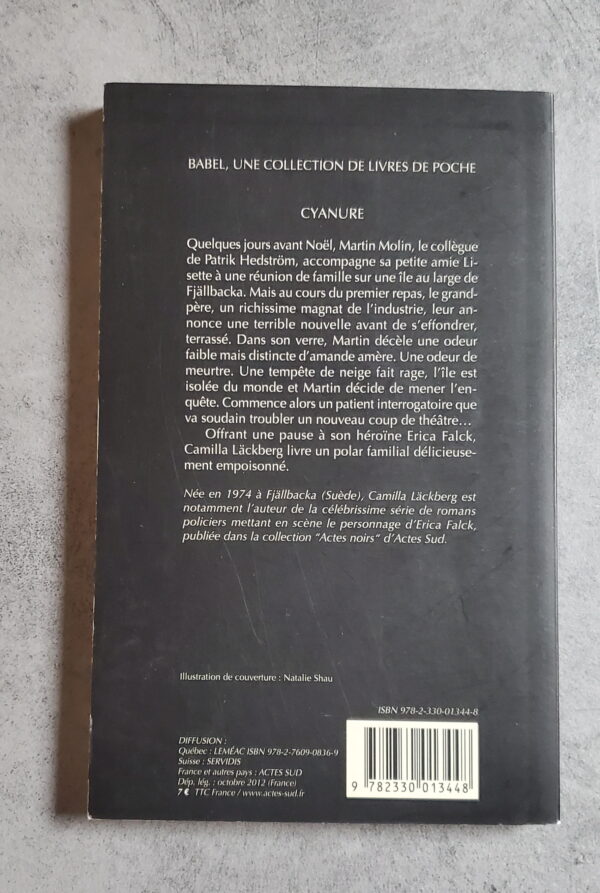 BABEL, UNE COLLECTION DE LIVRES DE POCHE
CYANURE
Quelques jours avant Noël, Martin Molin, le collègue
de Patrik Hedström, accompagne sa petite amie Li-
sette à une réunion de famille sur une île au large de
Fjällbacka. Mais au cours du premier repas, le grand-
père, un richissime magnat de l'industrie, leur an-
nonce une terrible nouvelle avant de s'effondrer,
terrassé. Dans son verre, Martin décèle une odeur
faible mais distincte d'amande amère. Une odeur de
meurtre. Une tempête de neige fait rage, l'île est
isolée du monde et Martin décide de mener l'en-
quête. Commence alors un patient interrogatoire que
va soudain troubler un nouveau coup de théâtre…
Offrant une pause à son héroïne Erica Falck,
Camilla Läckberg livre un polar familial délicieuse-
ment empoisonné.
Née en 1974 à Fjällbacka (Suède), Camilla Läckberg est
notamment l'auteur de la célébrissime série de romans
policiers mettant en scène le personnage d'Erica Falck,
publiée dans la collection "Actes noirs" d'Actes Sud.
Illustration de couverture : Natalie Shau
ISBN 978-2-330-01344-8
DIFFUSION :
Québec : LEMÉAC ISBN 978-2-7609-0836-9
Suisse : SERVIDIS
France et autres pays : ACTES SUD
Dép. lég. : octobre 2012 (France)
7 € TTC France / www.actes-sud.fr
9 782330 013448